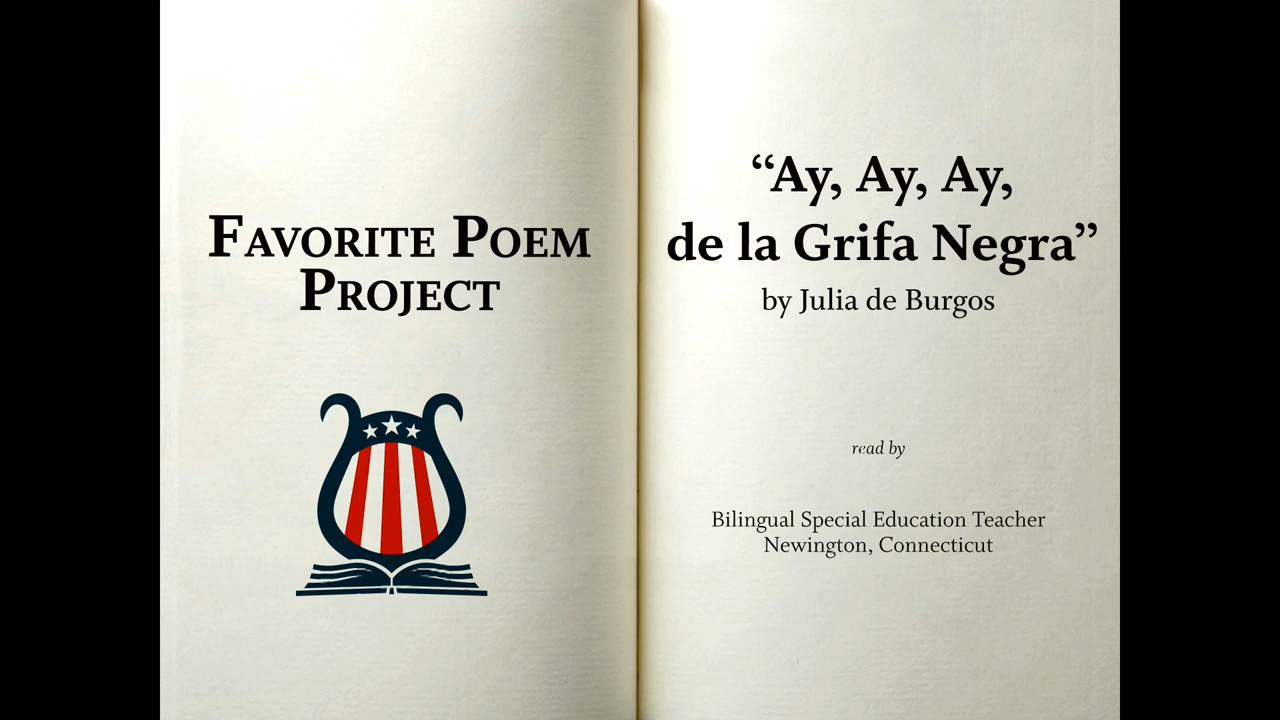 FAVORITE POEM
PROJECT
“Ay, Ay, Ay,
de la Grifa Negra”
by Julia de Burgos
read by
Bilingual Special Education Teacher
Newington, Connecticut